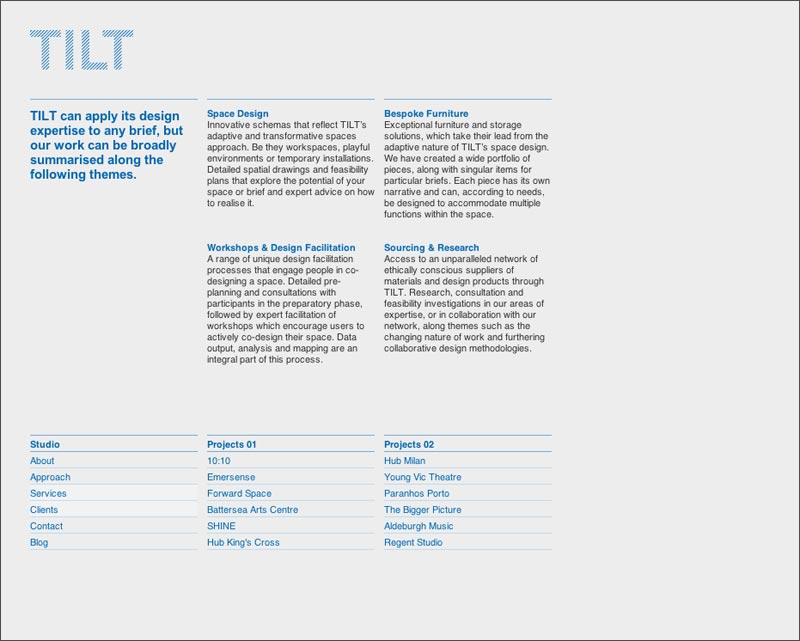 TILT
TILT can apply its design
expertise to any brief, but
our work can be broadly
summarised along the
following themes.
Space Design
Innovative schemas that reflect TILT's
adaptive and transformative spaces
approach. Be they workspaces, playful
environments or temporary installations.
Detailed spatial drawings and feasibility
plans that explore the potential of your
space or brief and expert advice on how
to realise it.
Bespoke Furniture
Exceptional furniture and storage
solutions, which take their lead from the
adaptive nature of TILT's space design.
We have created a wide portfolio of
pieces, along with singular items for
particular briefs. Each piece has its own
narrative and can, according to needs,
be designed to accommodate multiple
functions within the space.
Workshops & Design Facilitation
A range of unique design facilitation
processes that engage people in co-
designing a space. Detailed pre-
planning and consultations with
participants in the preparatory phase,
followed by expert facilitation of
workshops which encourage users to
actively co-design their space. Data
output, analysis and mapping are an
integral part of this process.
Sourcing & Research
Access to an unparalleled network of
ethically conscious suppliers of
materials and design products through
TILT. Research, consultation and
feasibility investigations in our areas of
expertise, or in collaboration with our
network, along themes such as the
changing nature of work and furthering
collaborative design methodologies.
Studio
About
Approach
Services
Clients
Contact
Blog
Projects 01
10:10
Emersense
Forward Space
Battersea Arts Centre
SHINE
Hub King's Cross
Projects 02
Hub Milan
Young Vic Theatre
Paranhos Porto
The Bigger Picture
Aldeburgh Music
Regent Studio